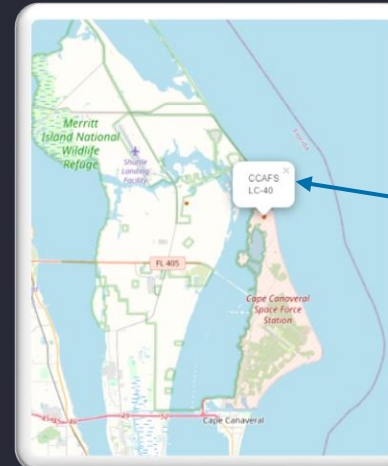 Merritt
Island National
Wildlife
Refuge
Shuttle
Landing
Facility
Florida
CCAFS
LC-40
×
FL 405
Cape Canaveral
Space Force
Station
Cape Canaveral